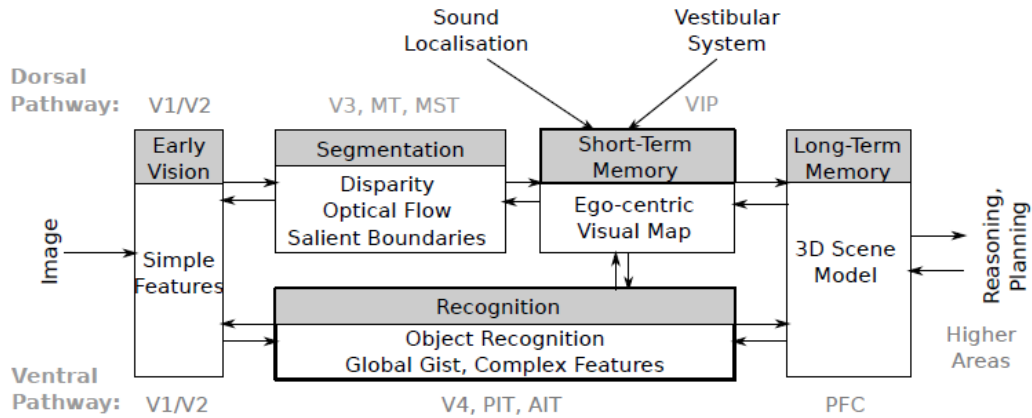 Sound
Localisation
Vestibular
System
Dorsal
Pathway:
V1/V2
V3, MT, MST
VIP
Early
Vision
Segmentation
Short-Term
Memory
Long-Term
Memory
Disparity
Optical Flow
Salient Boundaries
Ego-centric
Visual Map
Image
Simple
Features
3D Scene
Model
Reasoning,
Planning
Recognition
Object Recognition
Global Gist, Complex Features
Higher
Areas
Ventral
Pathway:
V1/V2
V4, PIT, AIT
PFC